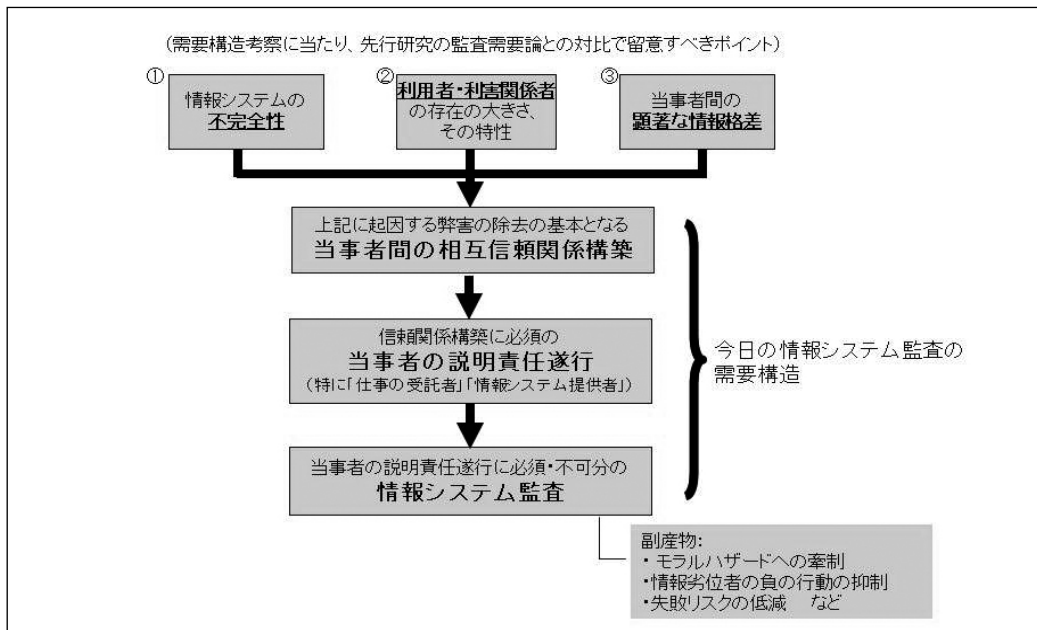 （需要構造考察に当たり、先行研究の監査需要論との対比で留意すべきポイント）
①
情報システムの
不完全性
②
利用者・利害関係者
の存在の大きさ、
その特性
③
当事者間の
顕著な情報格差
上記に起因する弊害の除去の基本となる
当事者間の相互信頼関係構築
信頼関係構築に必須の
当事者の説明責任遂行
（特に「仕事の受託者」「情報システム提供者」）
当事者の説明責任遂行に必須・不可分の
情報システム監査
今日の情報システム監査の
需要構造
副産物:
・モラルハザードへの牽制
・情報劣位者の負の行動の抑制
・失敗リスクの低減　など